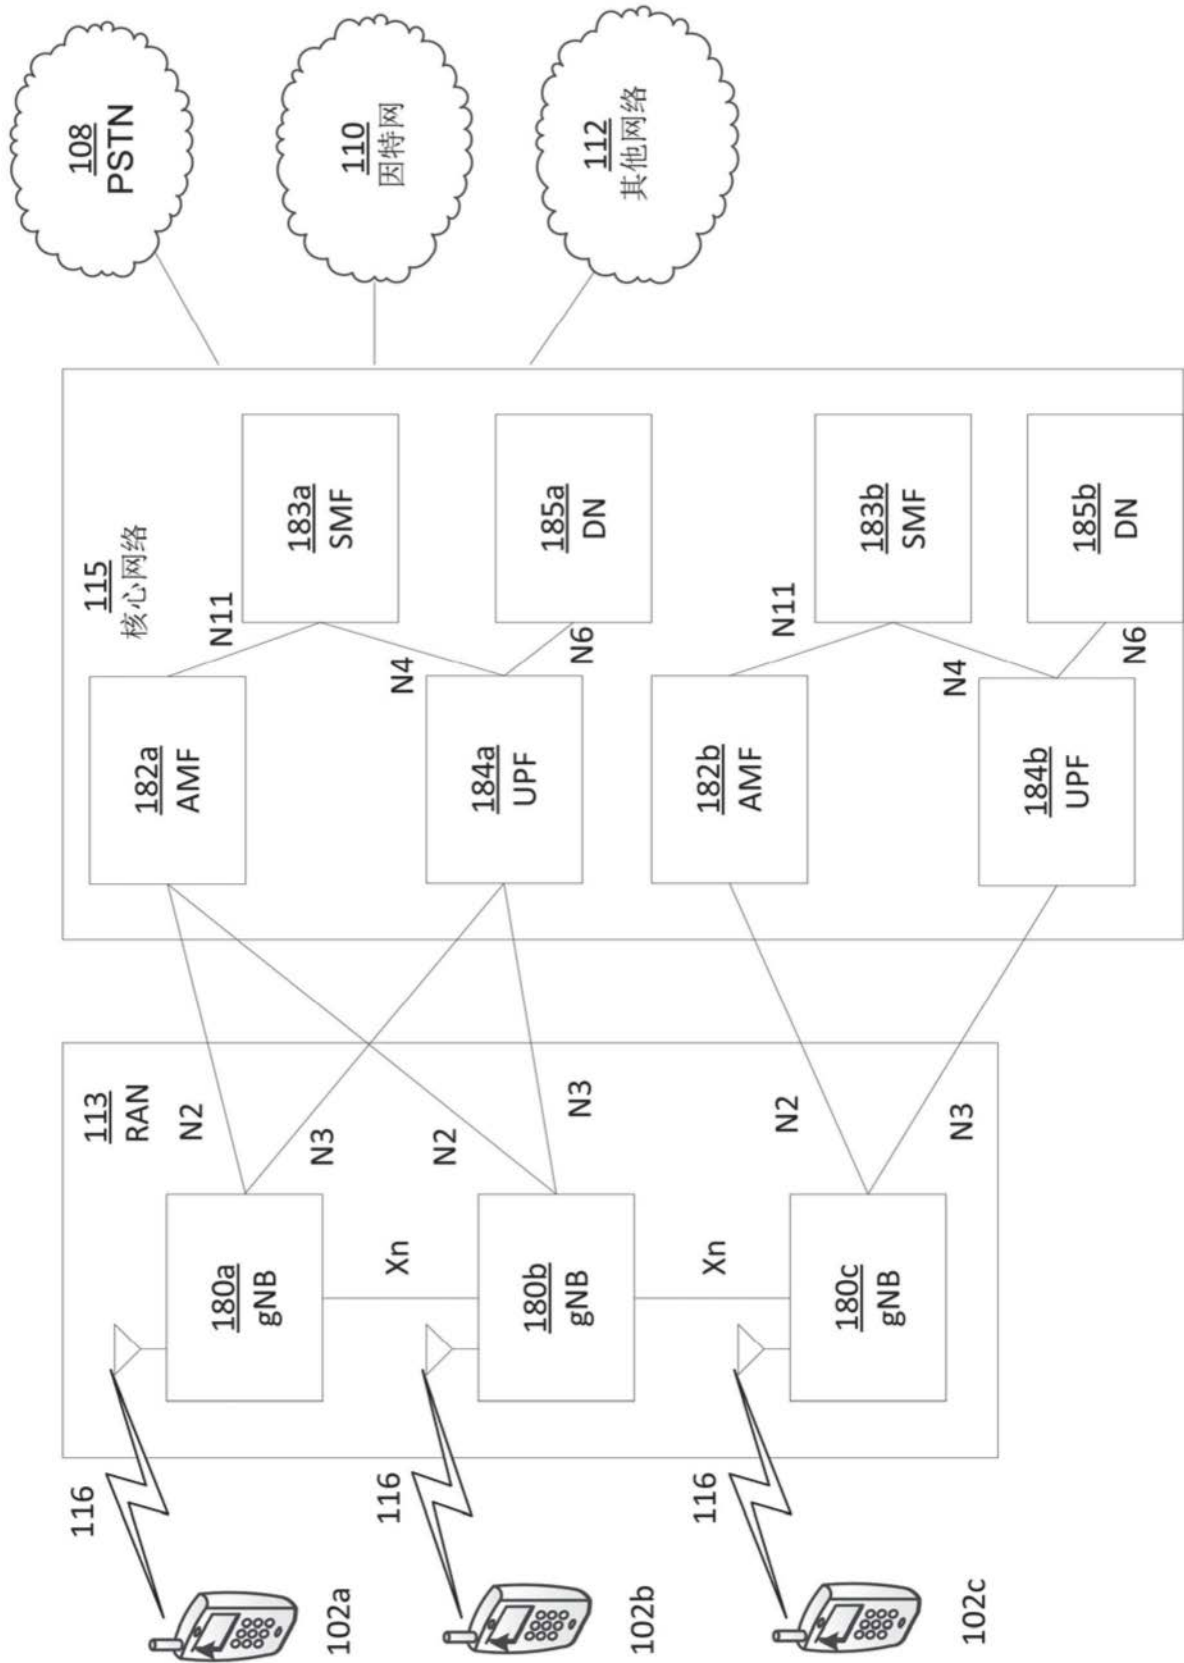 108
PSTN
110
因特网
112
其他网络
115
核心网络
183a
SMF
185a
DN
183b
SMF
185b
DN
N11
N4
N6
N11
N4
N6
182a
AMF
184a
UPF
182b
AMF
184b
UPF
113
RAN
N2
N3
N2
N3
N2
N3
180a
gNB
Xn
180b
gNB
Xn
180c
gNB
116
116
116
102a
102b
102c